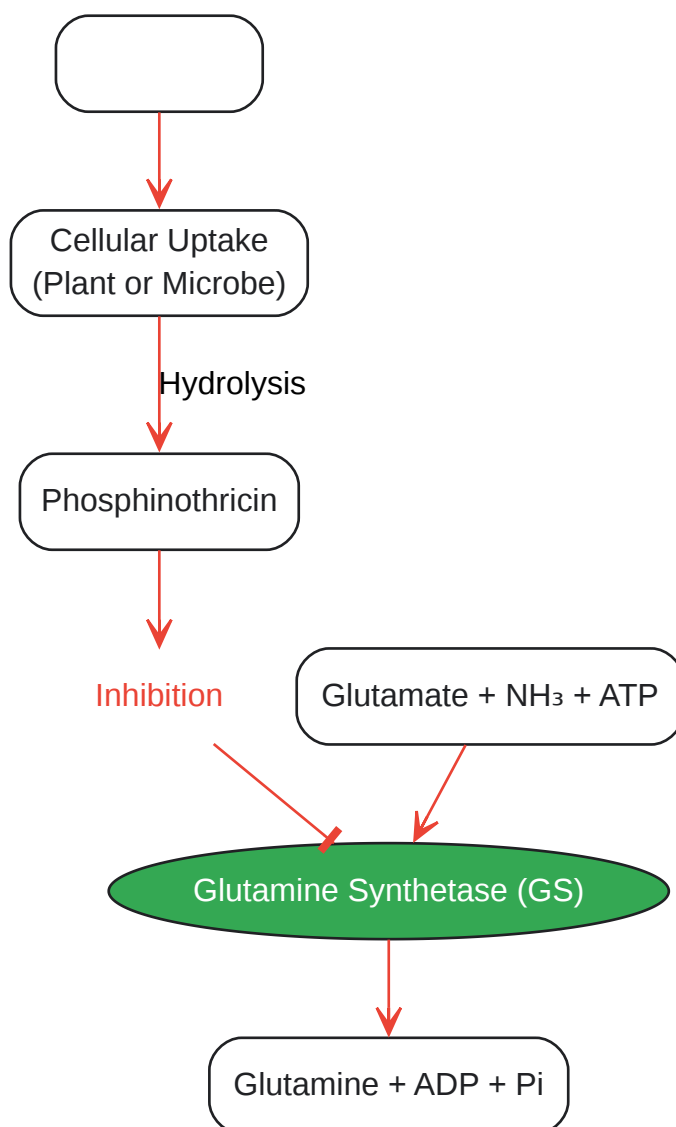 Cellular Uptake
(Plant or Microbe)
Hydrolysis
Phosphinothricin
Inhibition
Glutamate + NH₃ + ATP
Glutamine Synthetase (GS)
Glutamine + ADP + Pi